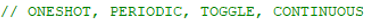 // ONESHOT, PERIODIC, TOGGLE, CONTINUOUS